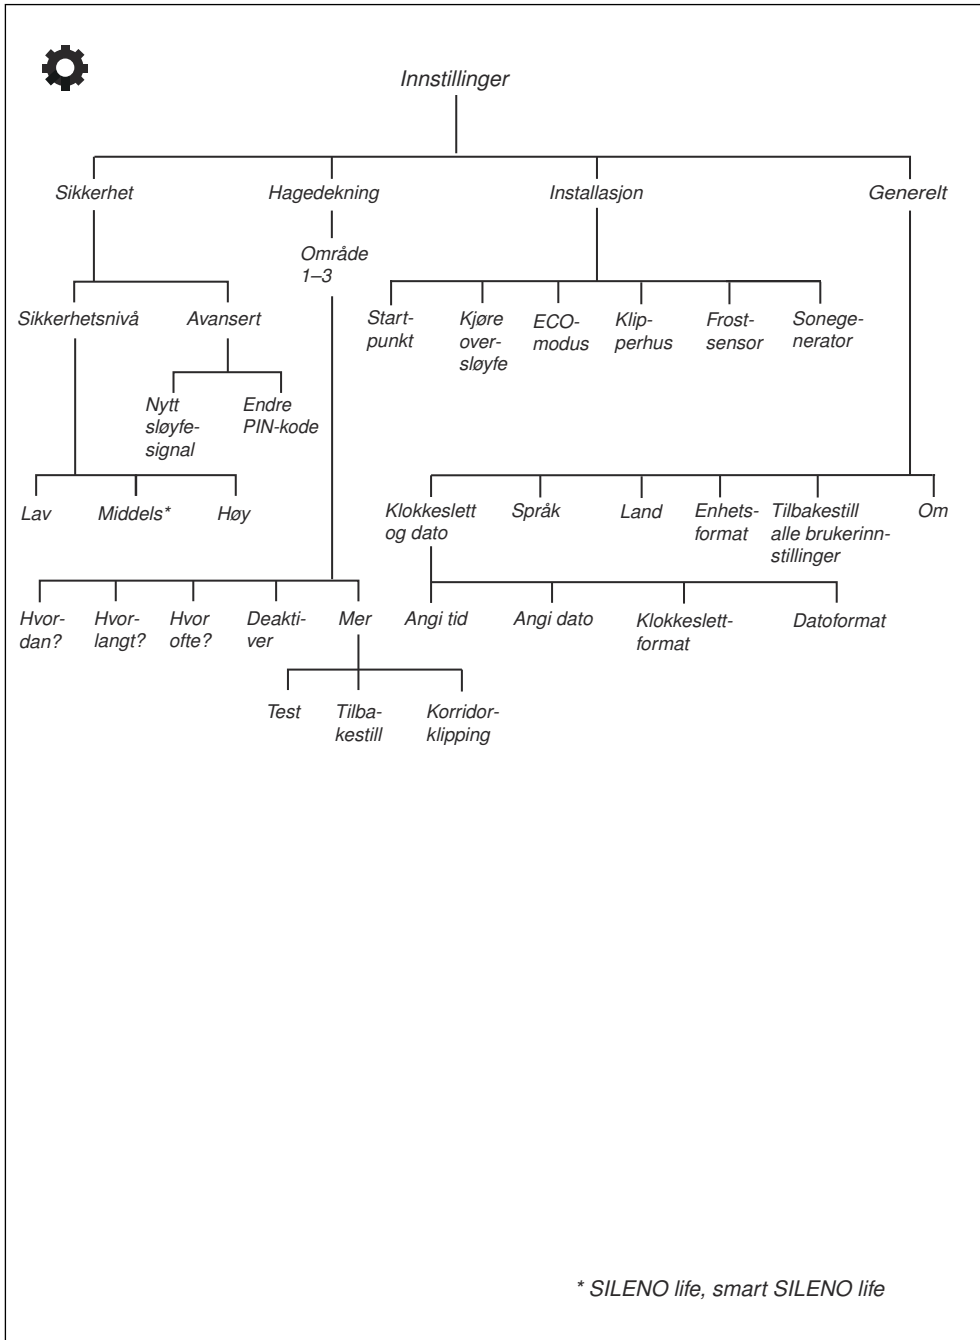 Innstillinger
Sikkerhet
Hagedekning
Installasjon
Generelt
Område
1–3
Sikkerhetsnivå
Avansert
Start-
punkt
Kjøre
over-
sløyfe
ECO-
modus
Klip-
perhus
Frost-
sensor
Sonege-
nerator
Nytt
sløyfe-
signal
Endre
PIN-kode
Lav
Middels*
Høy
Klokkeslett
og dato
Språk
Land
Enhets-
format
Tilbakestill
alle brukerinn-
stillinger
Om
Hvor-
dan?
Hvor-
langt?
Hvor
ofte?
Deakti-
ver
Mer
Angi tid
Angi dato
Klokkeslett-
format
Datoformat
Test
Tilba-
kestill
Korridor-
klipping
* SILENO life, smart SILENO life